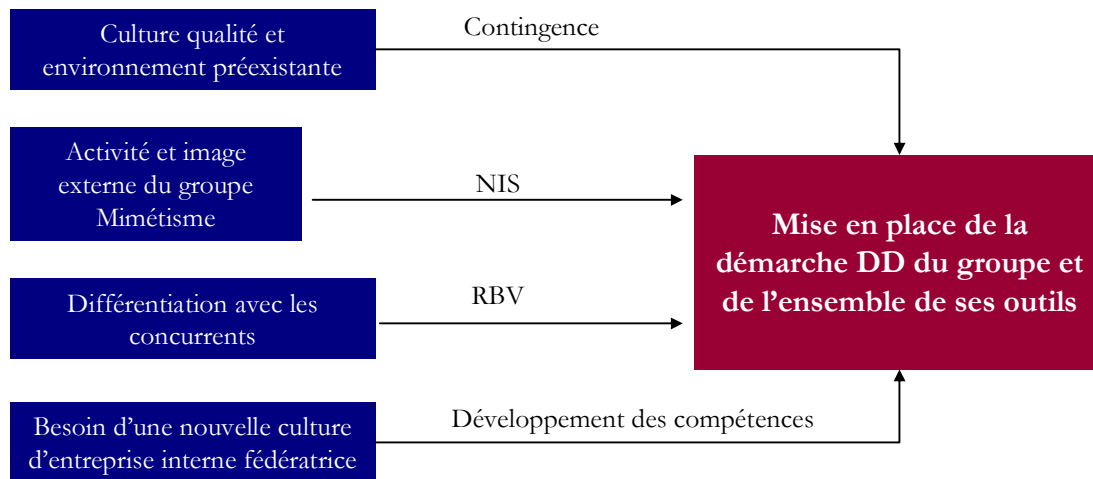 Culture qualité et
environnement préexistante
Contingence
Activité et image
externe du groupe
Mimétisme
NIS
Mise en place de la
démarche DD du groupe et
de l'ensemble de ses outils
Différentiation avec les
concurrents
RBV
Besoin d’une nouvelle culture
d’entreprise interne fédératrice
Développement des compétences